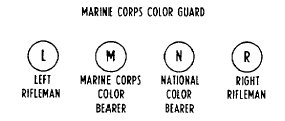 MARINE CORPS COLOR GUARD
L M N R
LEFT RIFLEMAN
MARINE CORPS COLOR BEARER
NATIONAL COLOR BEARER
RIGHT RIFLEMAN